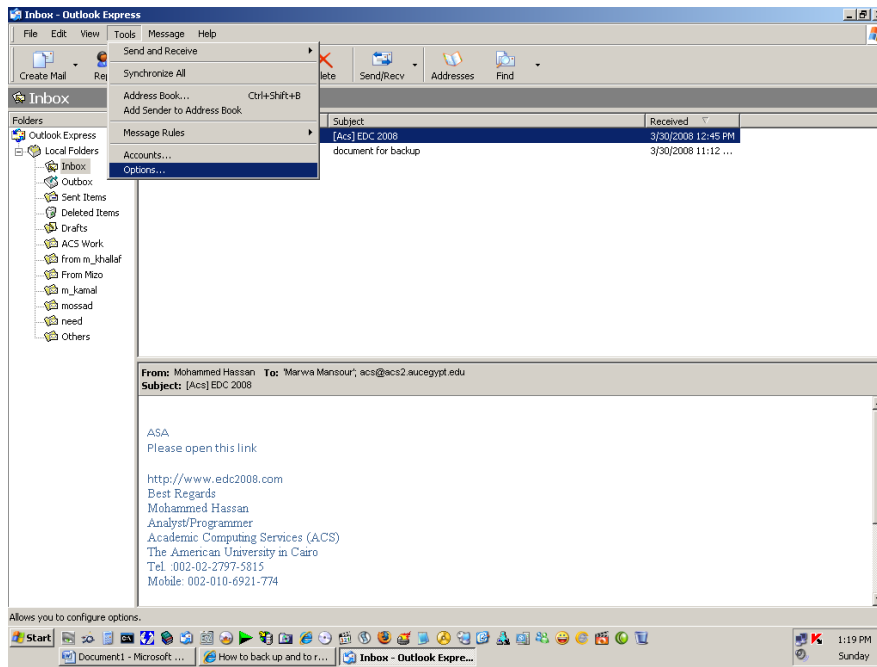 Inbox - Outlook Express
File Edit View Tools Message Help
Create Mail Rep lete Send/Recv Addresses Find
Send and Receive
Synchronize All
Address Book... Ctrl+Shift+B
Add Sender to Address Book
Message Rules
Accounts...
Options...
Inbox
Folders
Outlook Express
Local Folders
Inbox
Outbox
Sent Items
Deleted Items
Drafts
ACS Work
from m_khallaf
From Mizo
m_kamal
mossad
need
Others
Subject Received
[Acs] EDC 2008 3/30/2008 12:45 PM
document for backup 3/30/2008 11:12 ...
From: Mohammed Hassan To: 'Marwa Mansour'; acs@acs2.aucegypt.edu
Subject: [Acs] EDC 2008
ASA
Please open this link
http://www.edc2008.com
Best Regards
Mohammed Hassan
Analyst/Programmer
Academic Computing Services (ACS)
The American University in Cairo
Tel. :002-02-2797-5815
Mobile: 002-010-6921-774
Allows you to configure options.
Start 1:19 PM
Document1 - Microsoft ... How to back up and to r... Inbox - Outlook Expre... Sunday